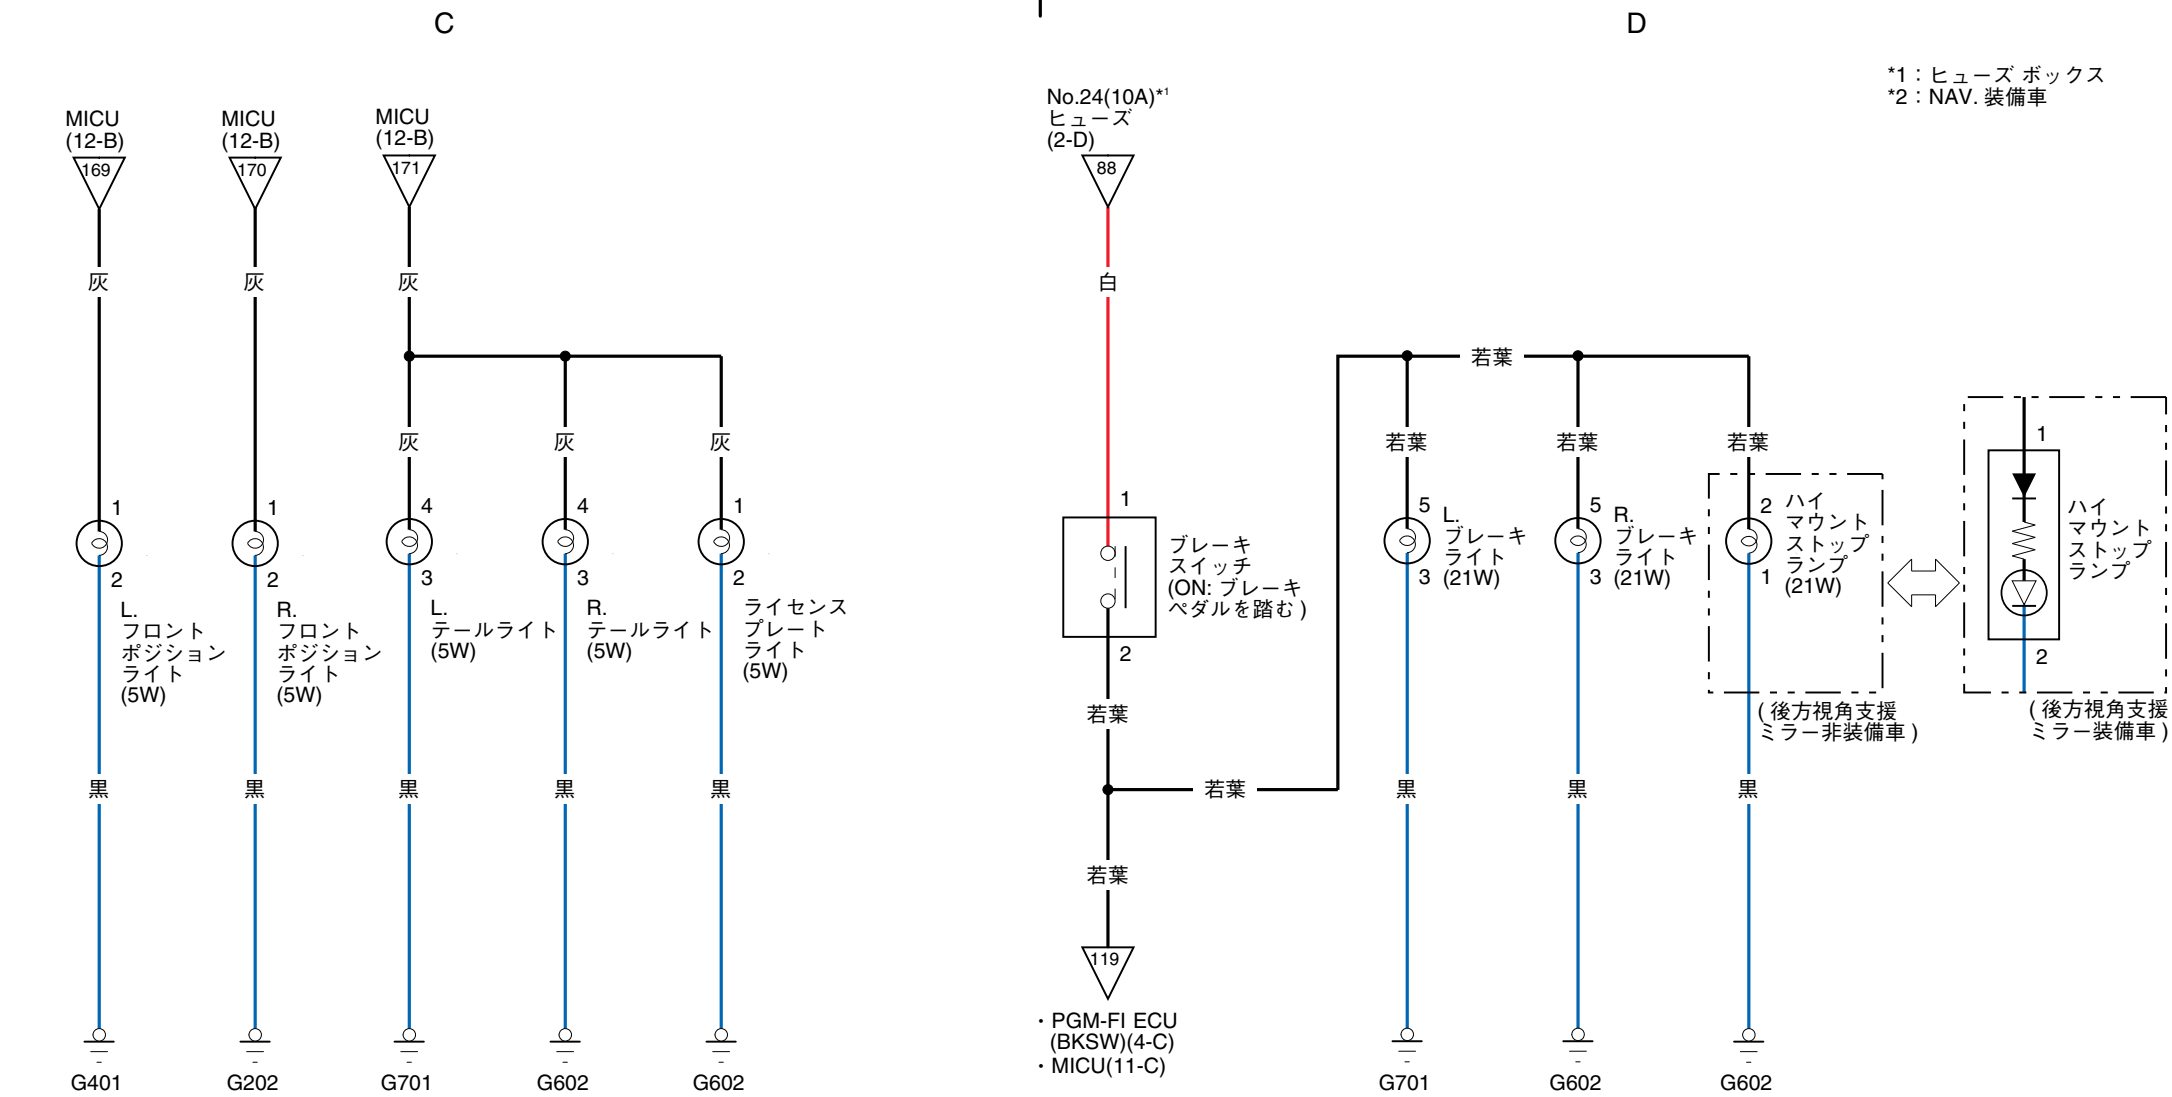 C
D
*1：ヒューズ ボックス
*2：NAV. 装備車
MICU
(12-B)
169
灰
1
2
L.
フロント
ポジション
ライト
(5W)
黒
G401
MICU
(12-B)
170
灰
1
2
R.
フロント
ポジション
ライト
(5W)
黒
G202
MICU
(12-B)
171
灰
灰
4
3
L.
テールライト
(5W)
黒
G701
灰
4
3
R.
テールライト
(5W)
黒
G602
灰
1
2
ライセンス
プレート
ライト
(5W)
黒
G602
No.24(10A)*1
ヒューズ
(2-D)
88
白
1
ブレーキ
スイッチ
(ON: ブレーキ
ペダルを踏む )
2
若葉
若葉
若葉
119
・PGM-FI ECU
(BKSW)(4-C)
・MICU(11-C)
若葉
若葉
5
L.
ブレーキ
ライト
(21W)
3
黒
G701
若葉
5
R.
ブレーキ
ライト
(21W)
3
黒
G602
若葉
2
ハイ
マウント
ストップ
ランプ
(21W)
1
( 後方視角支援
ミラー非装備車 )
黒
G602
1
ハイ
マウント
ストップ
ランプ
2
( 後方視角支援
ミラー装備車 )